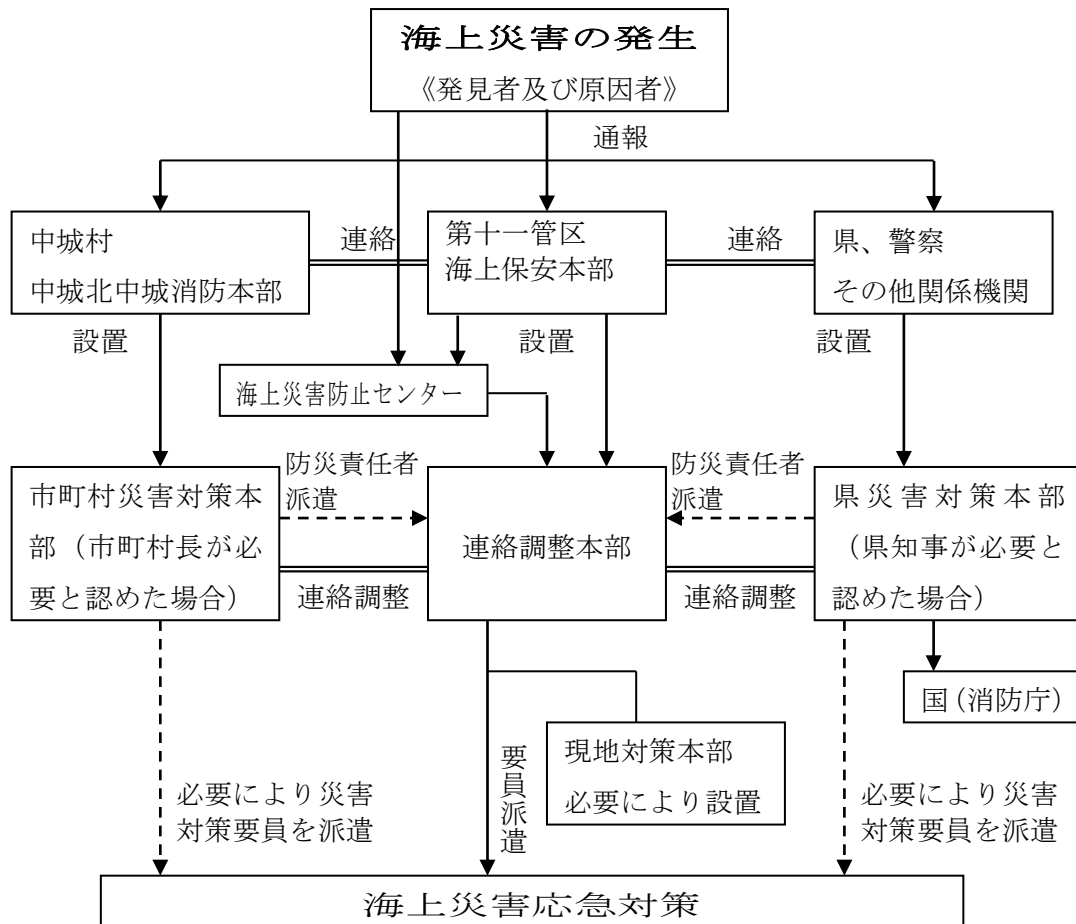 海上災害の発生
《発見者及び原因者》
通報
中城村
中城北中城消防本部
連絡
第十一管区
海上保安本部
連絡
県、警察
その他関係機関
設置
設置
設置
海上災害防止センター
市町村災害対策本
部（市町村長が必
要と認めた場合）
防災責任者
派遣
連絡調整
連絡調整本部
防災責任者
派遣
連絡調整
県災害対策本部
（県知事が必要と
認めた場合）
国（消防庁）
現地対策本部
必要により設置
要員派遣
必要により災害
対策要員を派遣
必要により災害
対策要員を派遣
海上災害応急対策